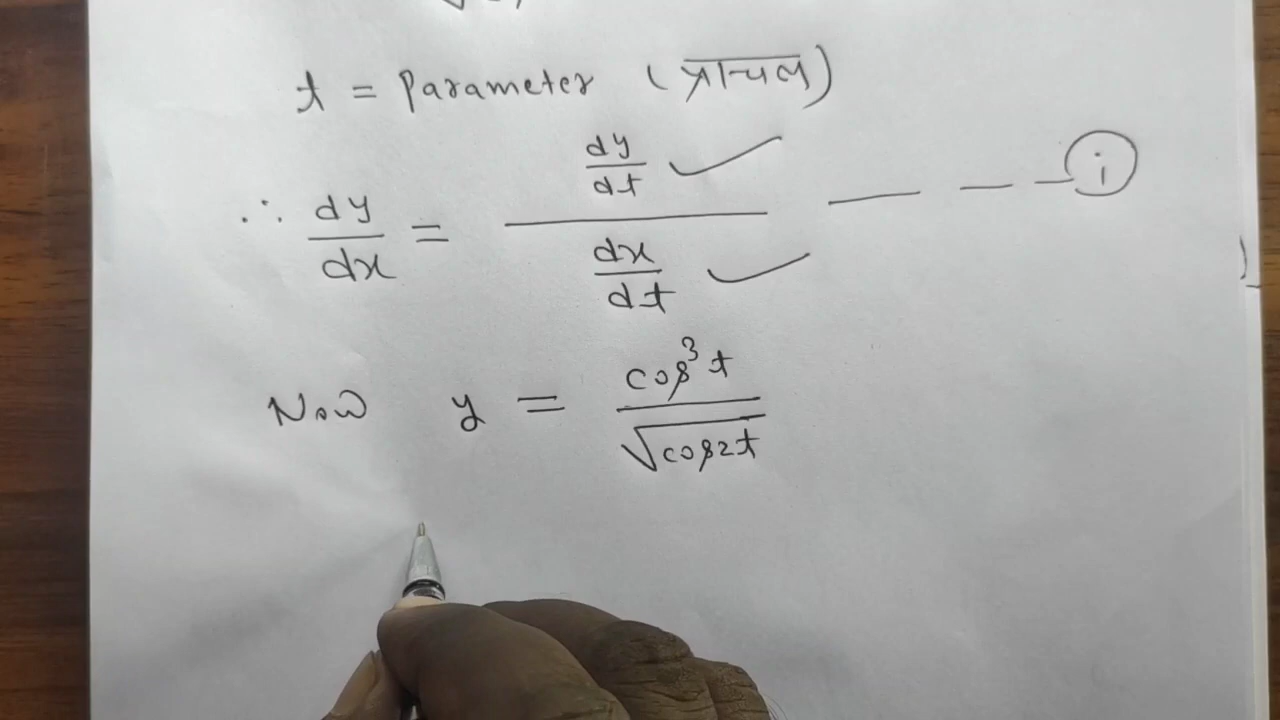 t = Parameter (प्राचल)
∴ dy/dx = (dy/dt) / (dx/dt) — — — (i)
Now y = cos³t / √cos2t